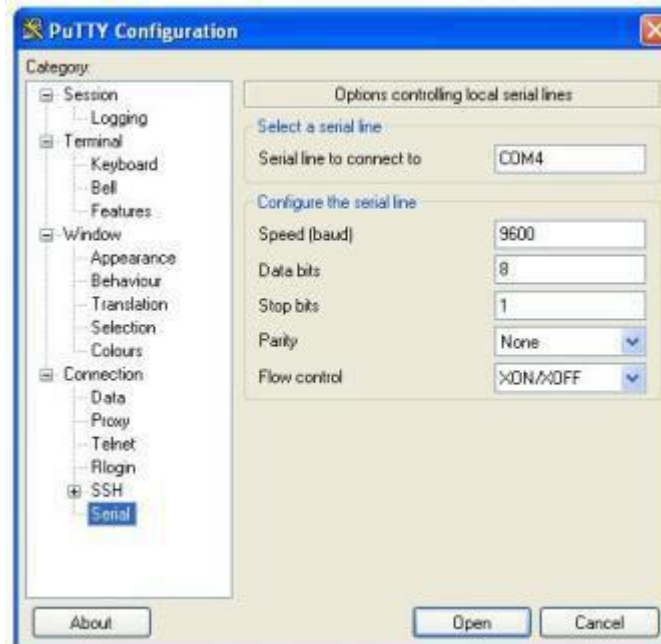 PuTTY Configuration
Category:
Session
Logging
Terminal
Keyboard
Bell
Features
Window
Appearance
Behaviour
Translation
Selection
Colours
Connection
Data
Proxy
Telnet
Rlogin
SSH
Serial
Options controlling local serial lines
Select a serial line
Serial line to connect to COM4
Configure the serial line
Speed (baud) 9600
Data bits 8
Stop bits 1
Parity None
Flow control XON/XOFF
About Open Cancel